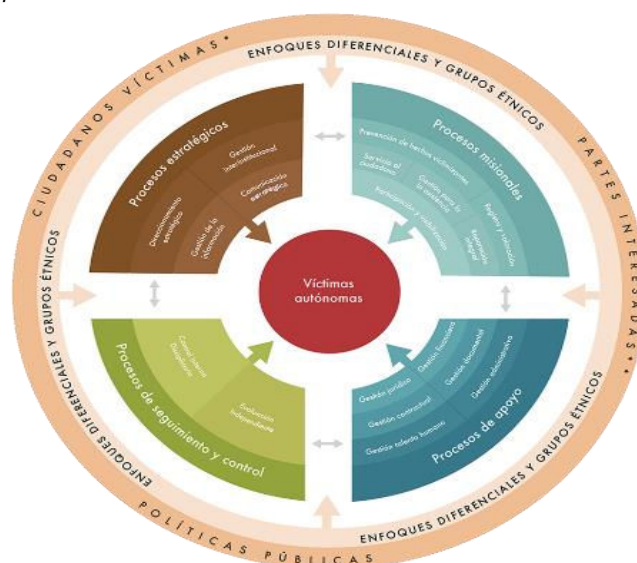 CIUDADANOS VÍCTIMAS*
PARTES INTERESADAS**
POLÍTICAS PÚBLICAS
ENFOQUES DIFERENCIALES Y GRUPOS ÉTNICOS
ENFOQUES DIFERENCIALES Y GRUPOS ÉTNICOS
ENFOQUES DIFERENCIALES Y GRUPOS ÉTNICOS
Procesos estratégicos
Gestión
interinstitucional
Comunicación
estratégica
Direccionamiento
estratégico
Gestión de la
información
Procesos misionales
Prevención de hechos victimizantes
Servicio al
ciudadano
Gestión para la
asistencia
Registro y valoración
Participación y visibilización
Reparación
integral
Víctimas
autónomas
Procesos de seguimiento y control
Control Interno
Disciplinario
Evaluación
Independiente
Procesos de apoyo
Gestión financiera
Gestión documental
Gestión administrativa
Gestión jurídica
Gestión contractual
Gestión talento humano